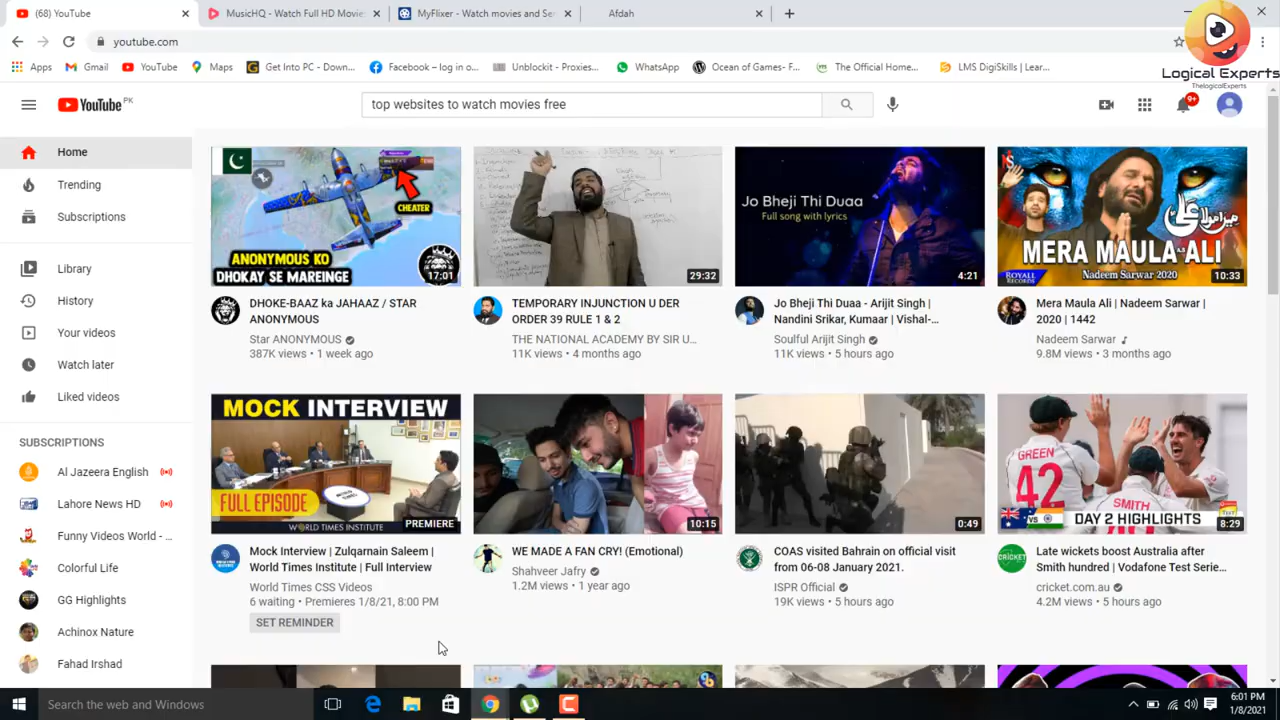 (68) YouTube
MusicHQ - Watch Full HD Movie
MyFlixer - Watch movies and Ser
Afdah
youtube.com
Apps
Gmail
YouTube
Maps
Get Into PC - Down...
Facebook – log in o...
Unblockit - Proxies...
WhatsApp
Ocean of Games- F...
The Official Home...
LMS DigiSkills | Lear...
Logical Experts
ThelogicalExperts
YouTube PK
top websites to watch movies free
9+
Home
Trending
Subscriptions
Library
History
Your videos
Watch later
Liked videos
SUBSCRIPTIONS
Al Jazeera English
Lahore News HD
Funny Videos World - ...
Colorful Life
GG Highlights
Achinox Nature
Fahad Irshad
CHEATER
ANONYMOUS KO
DHOKAY SE MAREINGE
17:01
DHOKE-BAAZ ka JAHAAZ / STAR
ANONYMOUS
Star ANONYMOUS
387K views • 1 week ago
29:32
TEMPORARY INJUNCTION U DER
ORDER 39 RULE 1 & 2
THE NATIONAL ACADEMY BY SIR U...
11K views • 4 months ago
Jo Bheji Thi Duaa
Full song with lyrics
4:21
Jo Bheji Thi Duaa - Arijit Singh |
Nandini Srikar, Kumaar | Vishal-...
Soulful Arijit Singh
11K views • 5 hours ago
MERA MAULA ALI
ROYALL
RECORDS
Nadeem Sarwar 2020
10:33
Mera Maula Ali | Nadeem Sarwar |
2020 | 1442
Nadeem Sarwar
9.8M views • 3 months ago
MOCK INTERVIEW
FULL EPISODE
WORLD TIMES INSTITUTE
PREMIERE
Mock Interview | Zulqarnain Saleem |
World Times Institute | Full Interview
World Times CSS Videos
6 waiting • Premieres 1/8/21, 8:00 PM
SET REMINDER
10:15
WE MADE A FAN CRY! (Emotional)
Shahveer Jafry
1.2M views • 1 year ago
0:49
COAS visited Bahrain on official visit
from 06-08 January 2021.
ISPR Official
19K views • 5 hours ago
GREEN
42
SMITH
VS
DAY 2 HIGHLIGHTS
8:29
Late wickets boost Australia after
Smith hundred | Vodafone Test Serie...
cricket.com.au
4.2M views • 5 hours ago
Search the web and Windows
6:01 PM
1/8/2021